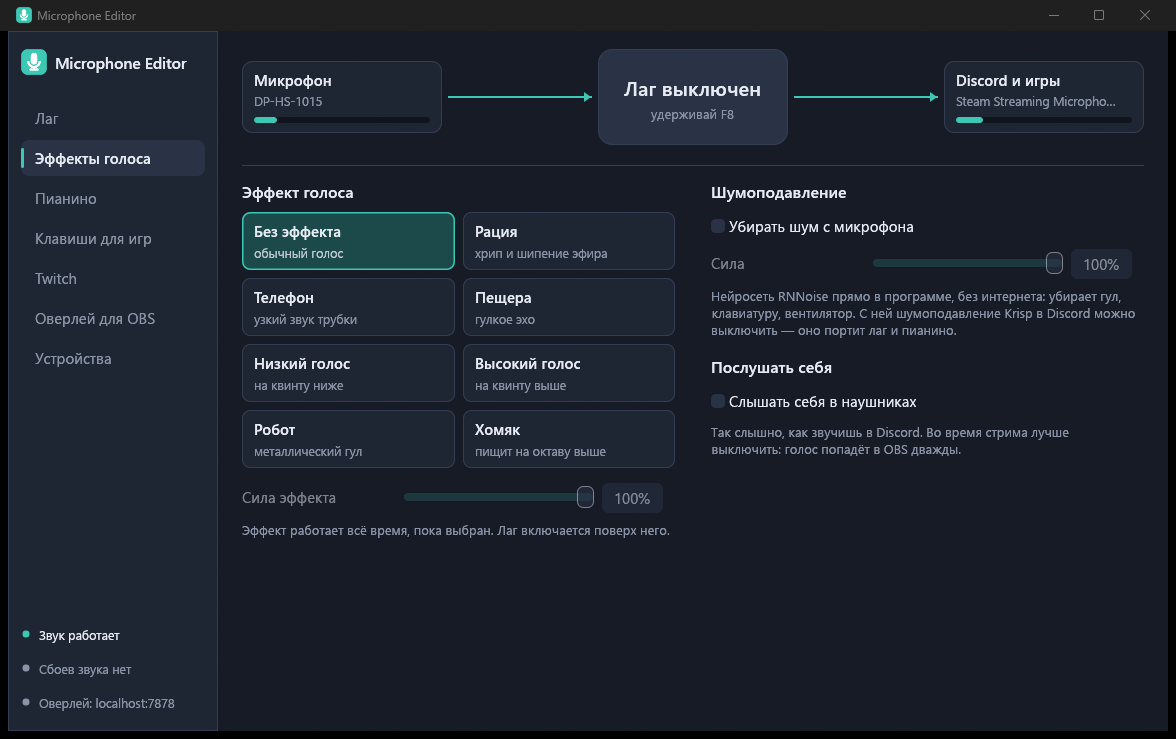 Microphone Editor
Microphone Editor
Лаг
Эффекты голоса
Пианино
Клавиши для игр
Twitch
Оверлей для OBS
Устройства
Звук работает
Сбоев звука нет
Оверлей: localhost:7878
Микрофон
DP-HS-1015
Лаг выключен
удерживай F8
Discord и игры
Steam Streaming Micropho...
Эффект голоса
Без эффекта
обычный голос
Рация
хрип и шипение эфира
Телефон
узкий звук трубки
Пещера
гулкое эхо
Низкий голос
на квинту ниже
Высокий голос
на квинту выше
Робот
металлический гул
Хомяк
пищит на октаву выше
Сила эффекта
100%
Эффект работает всё время, пока выбран. Лаг включается поверх него.
Шумоподавление
Убирать шум с микрофона
Сила
100%
Нейросеть RNNoise прямо в программе, без интернета: убирает гул,
клавиатуру, вентилятор. С ней шумоподавление Krisp в Discord можно
выключить — оно портит лаг и пианино.
Послушать себя
Слышать себя в наушниках
Так слышно, как звучишь в Discord. Во время стрима лучше
выключить: голос попадёт в OBS дважды.